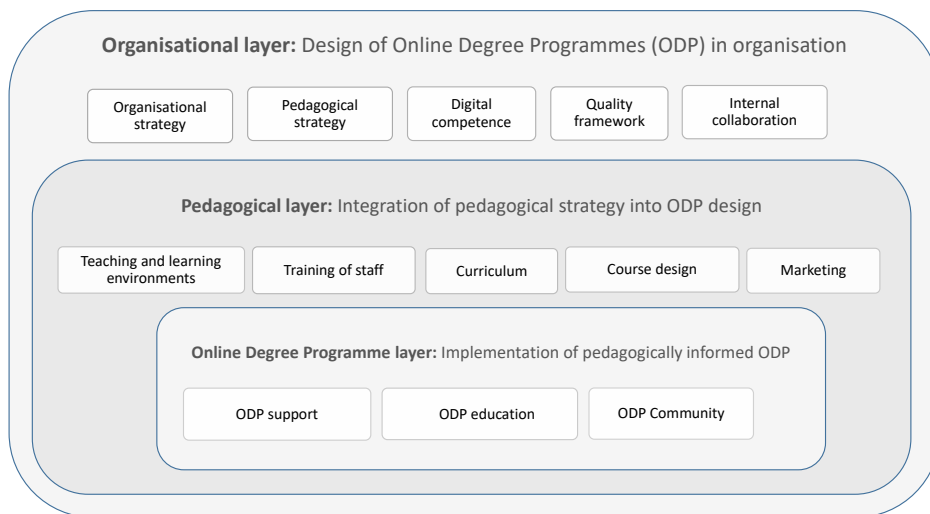 Organisational layer: Design of Online Degree Programmes (ODP) in organisation
Organisational
strategy
Pedagogical
strategy
Digital
competence
Quality
framework
Internal
collaboration
Pedagogical layer: Integration of pedagogical strategy into ODP design
Teaching and learning
environments
Training of staff
Curriculum
Course design
Marketing
Online Degree Programme layer: Implementation of pedagogically informed ODP
ODP support
ODP education
ODP Community